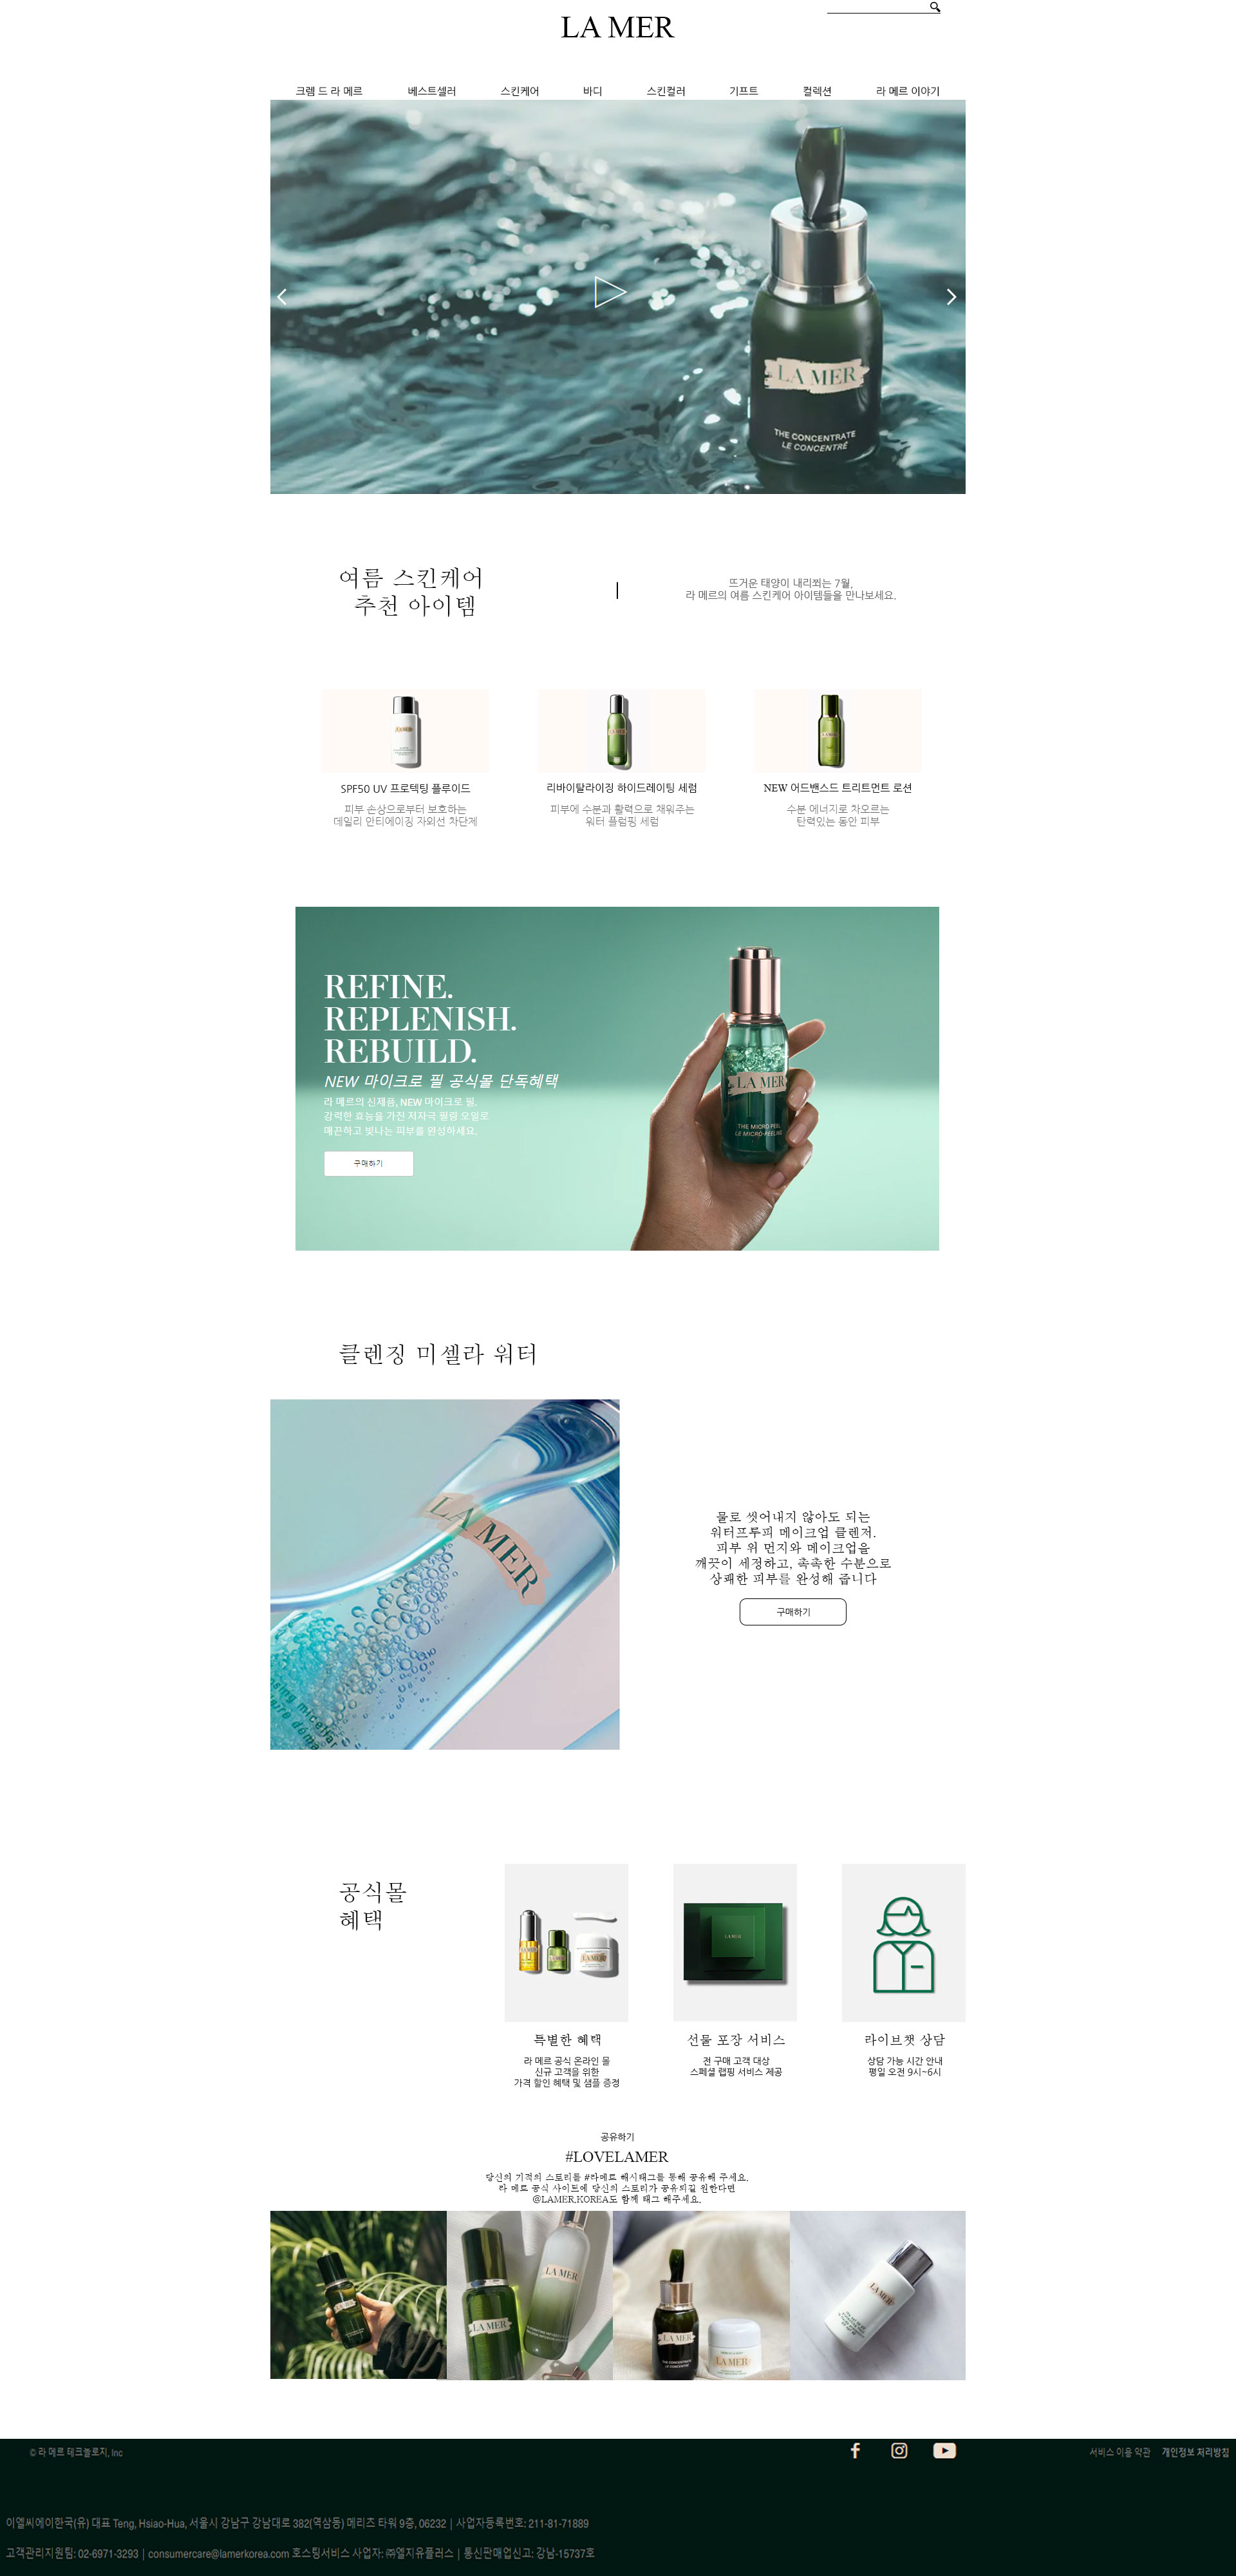 LA MER
크렘 드 라 메르 베스트셀러 스킨케어 바디 스킨컬러 기프트 컬렉션 라 메르 이야기
LA MER
THE CONCENTRATE
LE CONCENTRÉ
여름 스킨케어
추천 아이템
뜨거운 태양이 내리쬐는 7월,
라 메르의 여름 스킨케어 아이템들을 만나보세요.
LA MER
LA MER
LA MER
SPF50 UV 프로텍팅 플루이드
피부 손상으로부터 보호하는
데일리 안티에이징 자외선 차단제
리바이탈라이징 하이드레이팅 세럼
피부에 수분과 활력으로 채워주는
워터 플럼핑 세럼
NEW 어드밴스드 트리트먼트 로션
수분 에너지로 차오르는
탄력있는 동안 피부
REFINE.
REPLENISH.
REBUILD.
NEW 마이크로 필 공식몰 단독혜택
라 메르의 신제품, NEW 마이크로 필.
강력한 효능을 가진 저자극 필링 오일로
매끈하고 빛나는 피부를 완성하세요.
구매하기
LA MER
THE MICRO PEEL
LE MICRO-PEELING
클렌징 미셀라 워터
LA MER
물로 씻어내지 않아도 되는
워터프루피 메이크업 클렌저.
피부 위 먼지와 메이크업을
깨끗이 세정하고, 촉촉한 수분으로
상쾌한 피부를 완성해 줍니다
구매하기
공식몰
혜택
LA MER
특별한 혜택
라 메르 공식 온라인 몰
신규 고객을 위한
가격 할인 혜택 및 샘플 증정
선물 포장 서비스
전 구매 고객 대상
스페셜 랩핑 서비스 제공
라이브챗 상담
상담 가능 시간 안내
평일 오전 9시~6시
공유하기
#LOVELAMER
당신의 기적의 스토리를 #라메르 해시태그를 통해 공유해 주세요.
라 메르 공식 사이트에 당신의 스토리가 공유되길 원한다면
@LAMER.KOREA도 함께 태그 해주세요.
LA MER
LA MER
LA MER
LA MER
THE CONCENTRATE
LE CONCENTRÉ
LA MER
LA MER
© 라 메르 테크놀로지, Inc
서비스 이용 약관 개인정보 처리방침
이엘씨에이한국(유) 대표 Teng, Hsiao-Hua, 서울시 강남구 강남대로 382(역삼동) 메리츠 타워 9층, 06232 | 사업자등록번호: 211-81-71889
고객관리지원팀: 02-6971-3293 | consumercare@lamerkorea.com 호스팅서비스 사업자: ㈜엘지유플러스 | 통신판매업신고: 강남-15737호